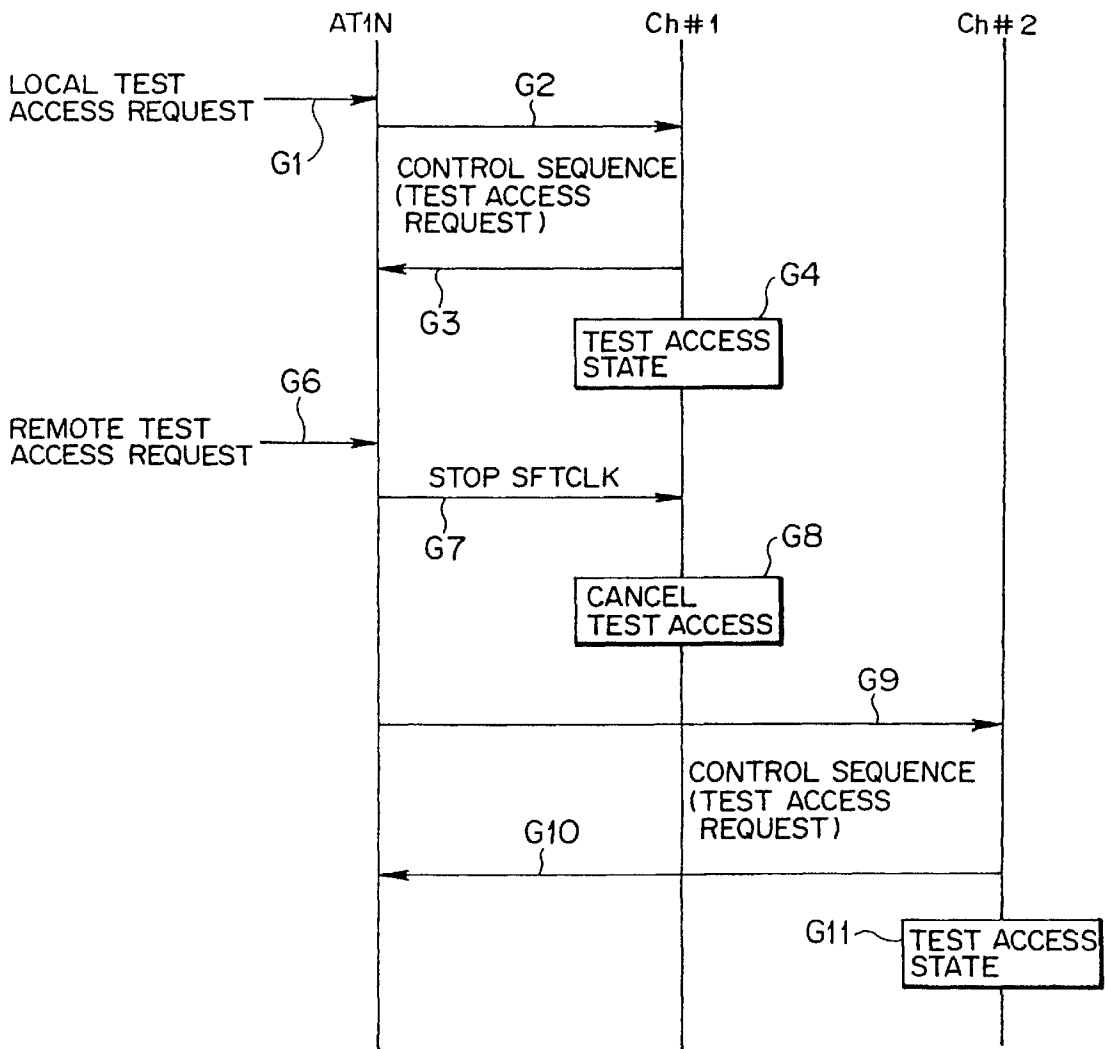 AT1N
Ch#1
Ch#2
LOCAL TEST
ACCESS REQUEST
G1
G2
CONTROL SEQUENCE
(TEST ACCESS
REQUEST)
G3
G4
TEST ACCESS
STATE
G6
REMOTE TEST
ACCESS REQUEST
STOP SFTCLK
G7
G8
CANCEL
TEST ACCESS
G9
CONTROL SEQUENCE
(TEST ACCESS
REQUEST)
G10
G11
TEST ACCESS
STATE